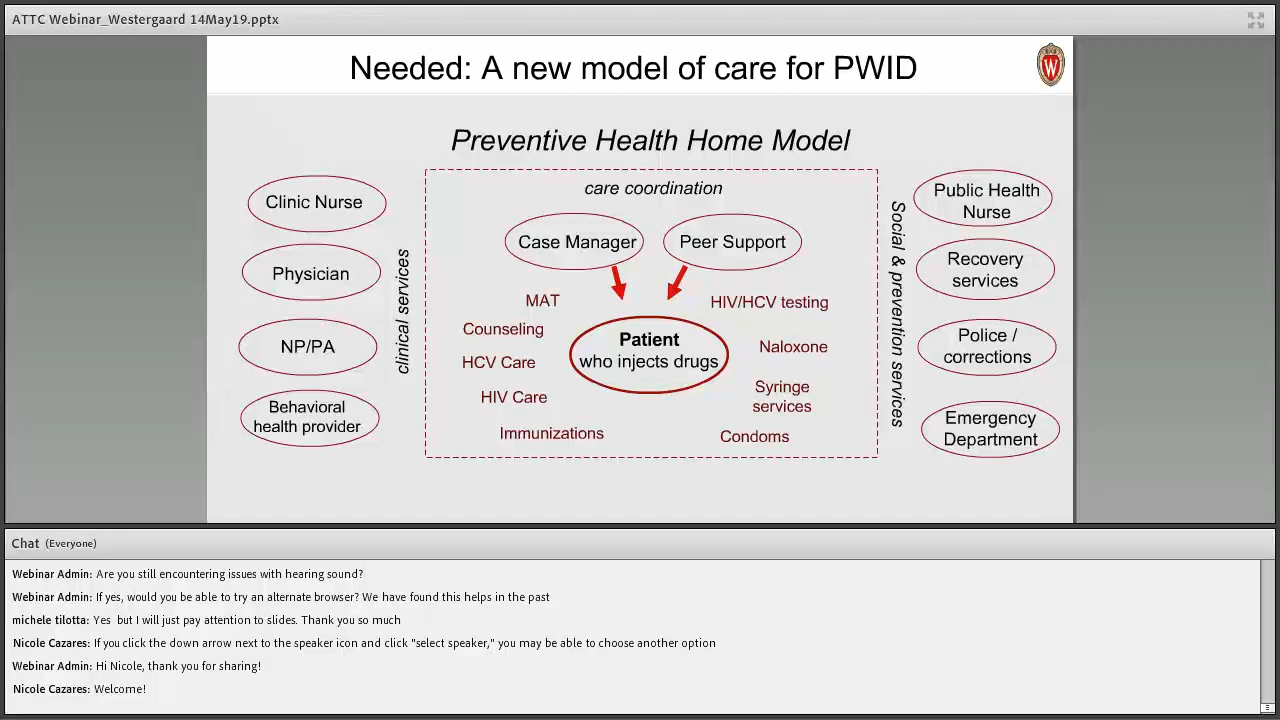 ATTC Webinar_Westergaard 14May19.pptx
Needed: A new model of care for PWID
W
Preventive Health Home Model
care coordination
Clinic Nurse
Physician
NP/PA
Behavioral
health provider
clinical services
Case Manager
Peer Support
MAT
Counseling
HCV Care
HIV Care
Immunizations
Patient
who injects drugs
HIV/HCV testing
Naloxone
Syringe
services
Condoms
Social & prevention services
Public Health
Nurse
Recovery
services
Police /
corrections
Emergency
Department
Chat (Everyone)
Webinar Admin: Are you still encountering issues with hearing sound?
Webinar Admin: If yes, would you be able to try an alternate browser? We have found this helps in the past
michele tilotta: Yes but I will just pay attention to slides. Thank you so much
Nicole Cazares: If you click the down arrow next to the speaker icon and click "select speaker," you may be able to choose another option
Webinar Admin: Hi Nicole, thank you for sharing!
Nicole Cazares: Welcome!